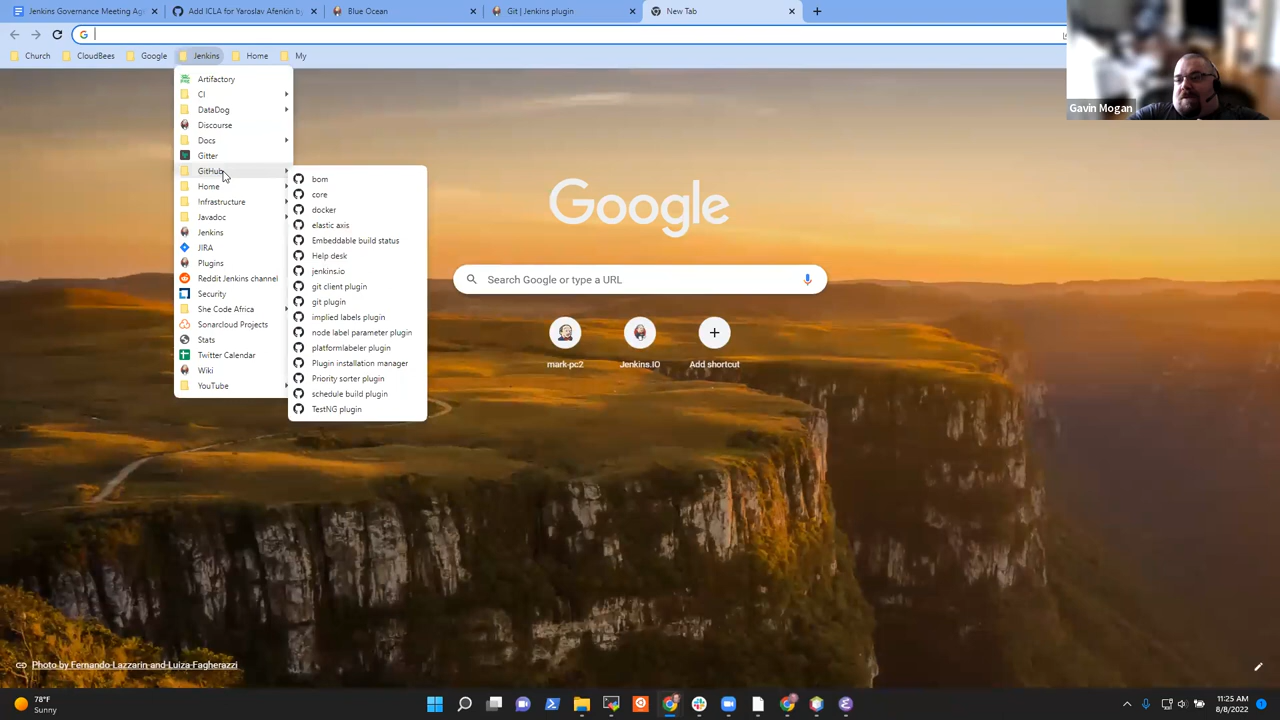 Jenkins Governance Meeting Ag
Add ICLA for Yaroslav Afenkin b
Blue Ocean
Git | Jenkins plugin
New Tab
Church
CloudBees
Google
Jenkins
Home
My
Gavin Mogan
Artifactory
CI
DataDog
Discourse
Docs
Gitter
GitHub
Home
Infrastructure
Javadoc
Jenkins
JIRA
Plugins
Reddit Jenkins channel
Security
She Code Africa
Sonarcloud Projects
Stats
Twitter Calendar
Wiki
YouTube
bom
core
docker
elastic axis
Embeddable build status
Help desk
jenkins.io
git client plugin
git plugin
implied labels plugin
node label parameter plugin
platformlabeler plugin
Plugin installation manager
Priority sorter plugin
schedule build plugin
TestNG plugin
Google
Search Google or type a URL
mark-pc2
Jenkins.IO
Add shortcut
Photo by Fernando-Lazzarin-and-Luiza-Fagherazzi
78°F
Sunny
11:25 AM
8/8/2022